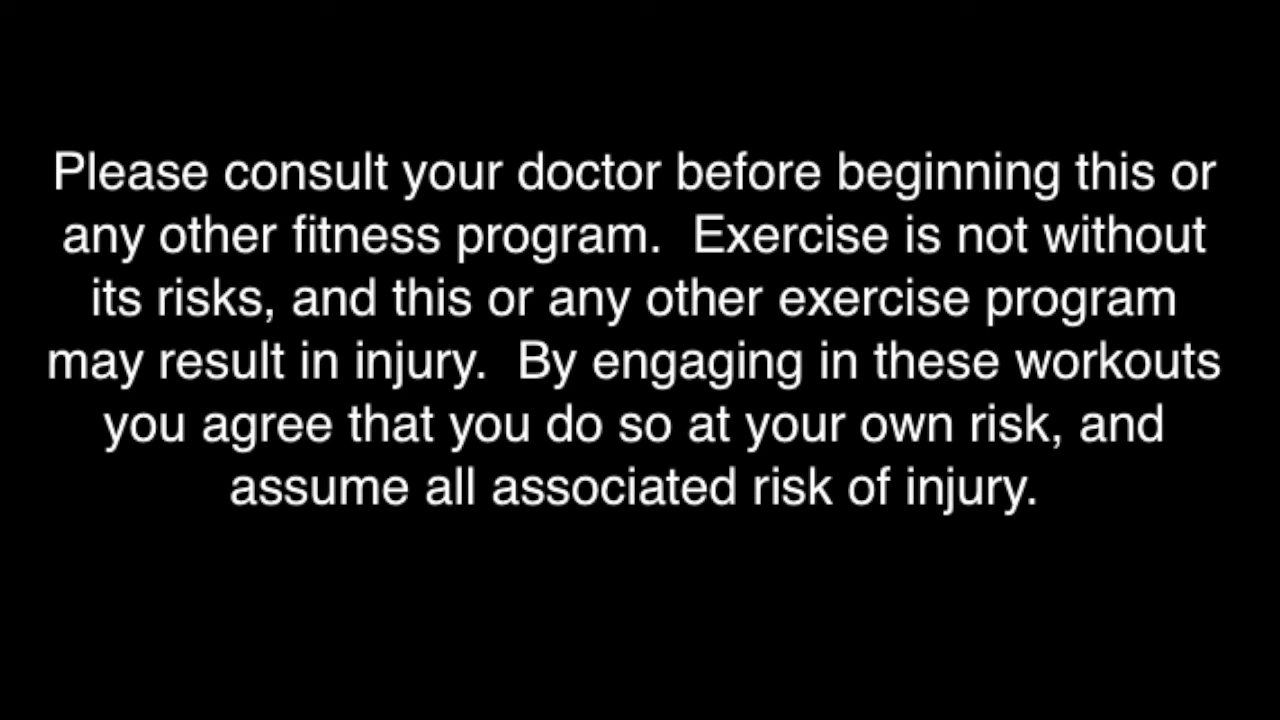 Please consult your doctor before beginning this or
any other fitness program.  Exercise is not without
its risks, and this or any other exercise program
may result in injury.  By engaging in these workouts
you agree that you do so at your own risk, and
assume all associated risk of injury.